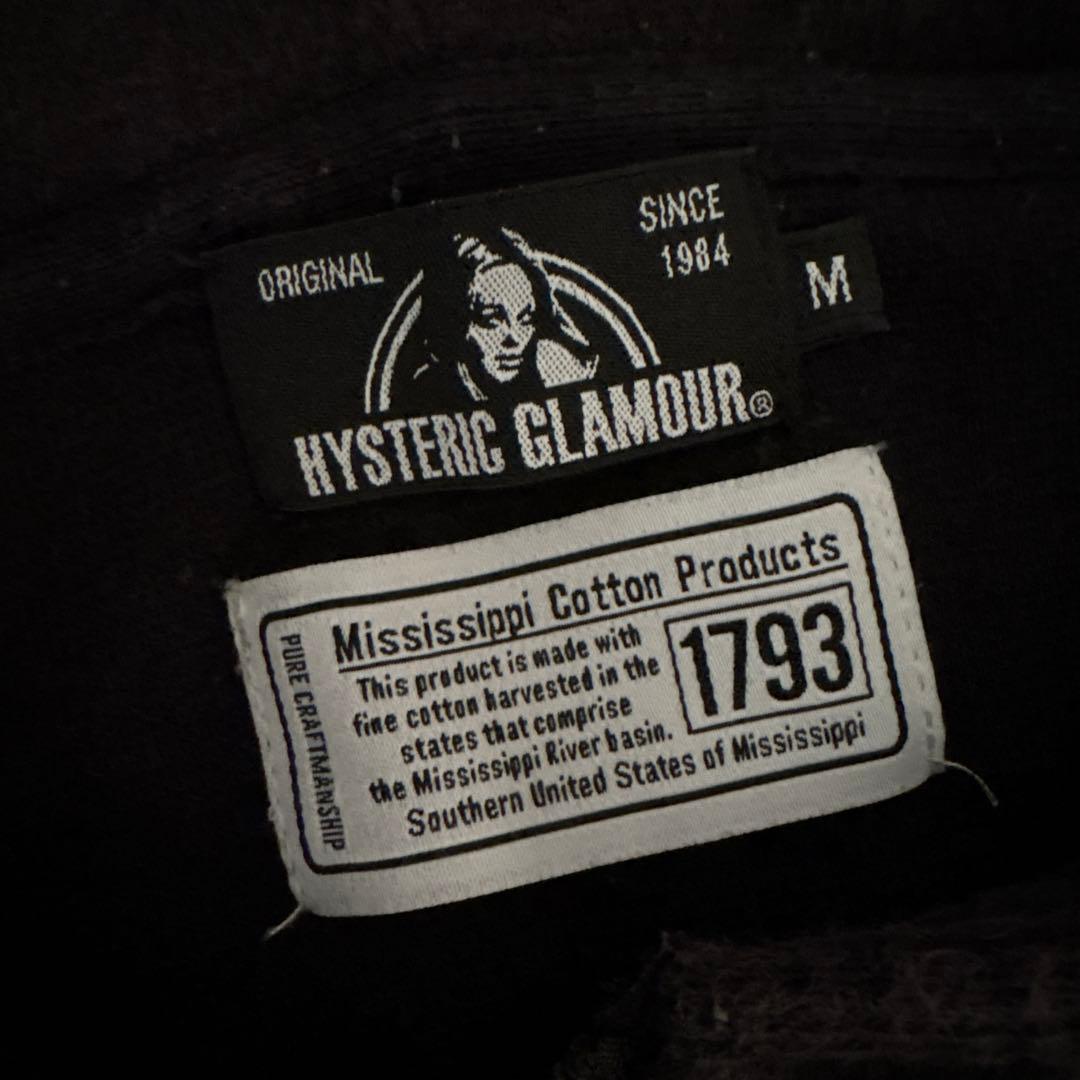 ORIGINAL
SINCE
1984
M
HYSTERIC GLAMOUR®
Mississippi Cotton Products
PURE CRAFTMANSHIP
This product is made with
fine cotton harvested in the
states that comprise
the Mississippi River basin.
1793
Southern United States of Mississippi